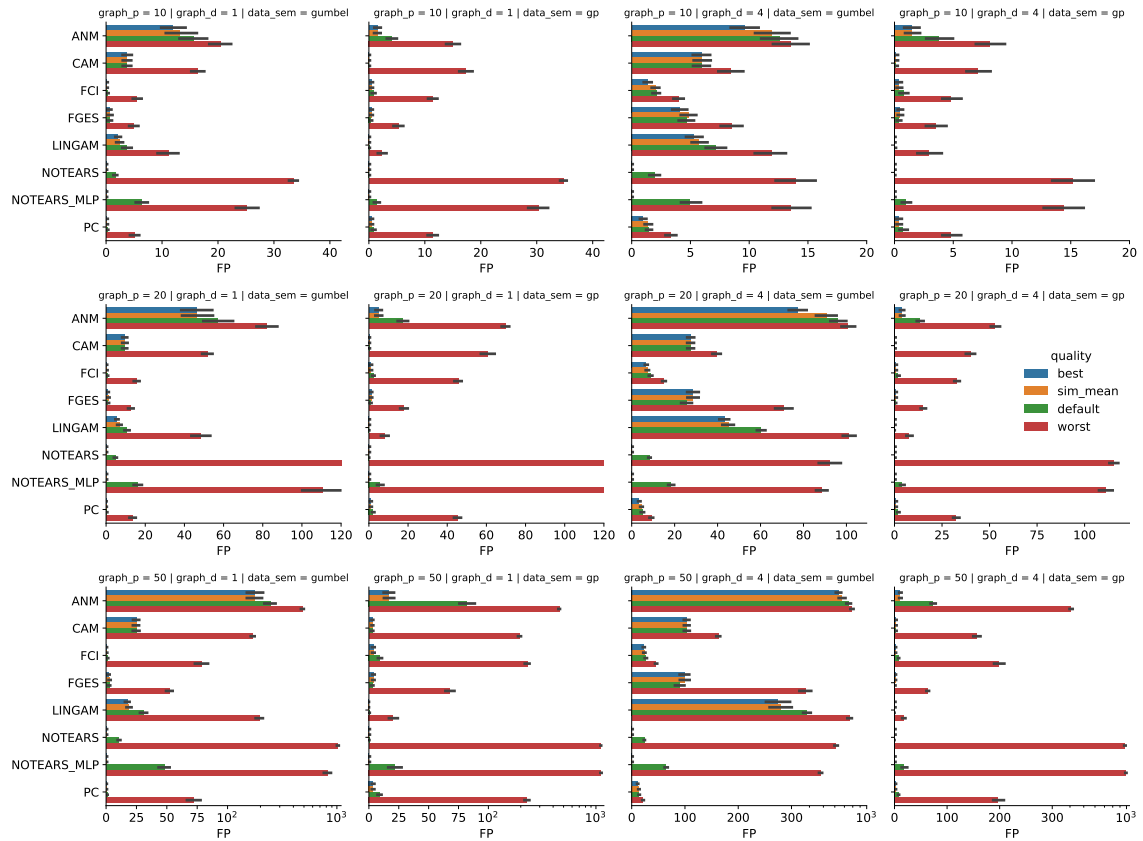 graph_p = 10 | graph_d = 1 | data_sem = gumbel
graph_p = 10 | graph_d = 1 | data_sem = gp
graph_p = 10 | graph_d = 4 | data_sem = gumbel
graph_p = 10 | graph_d = 4 | data_sem = gp
ANM
CAM
FCI
FGES
LINGAM
NOTEARS
NOTEARS_MLP
PC
0 10 20 30 40
0 10 20 30 40
0 5 10 15 20
0 5 10 15 20
FP
FP
FP
FP
graph_p = 20 | graph_d = 1 | data_sem = gumbel
graph_p = 20 | graph_d = 1 | data_sem = gp
graph_p = 20 | graph_d = 4 | data_sem = gumbel
graph_p = 20 | graph_d = 4 | data_sem = gp
ANM
CAM
FCI
FGES
LINGAM
NOTEARS
NOTEARS_MLP
PC
quality
best
sim_mean
default
worst
0 20 40 60 80 100 120
0 20 40 60 80 100 120
0 20 40 60 80 100
0 25 50 75 100
FP
FP
FP
FP
graph_p = 50 | graph_d = 1 | data_sem = gumbel
graph_p = 50 | graph_d = 1 | data_sem = gp
graph_p = 50 | graph_d = 4 | data_sem = gumbel
graph_p = 50 | graph_d = 4 | data_sem = gp
ANM
CAM
FCI
FGES
LINGAM
NOTEARS
NOTEARS_MLP
PC
0 25 50 75 10² 10³
0 25 50 75 10² 10³
0 100 200 300 10³
0 100 200 300 10³
FP
FP
FP
FP